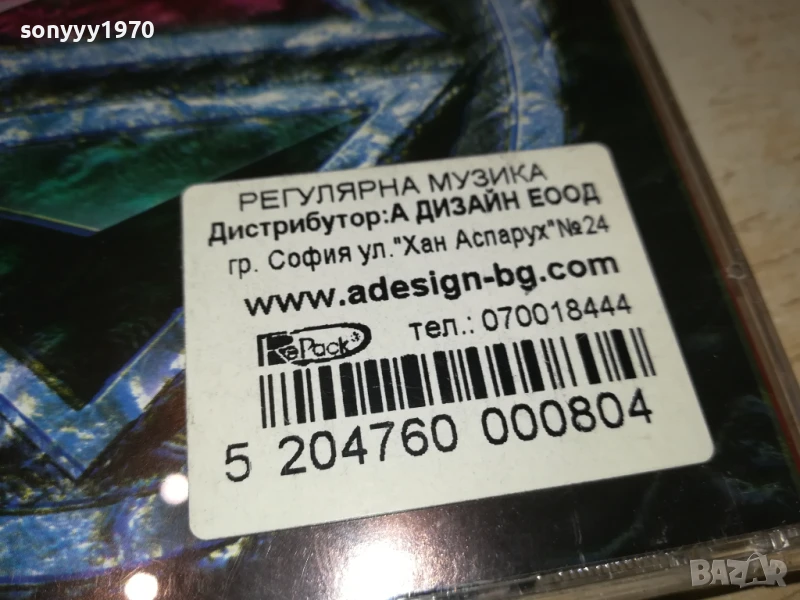 sonyyy1970
РЕГУЛЯРНА МУЗИКА
Дистрибутор:А ДИЗАЙН ЕООД
гр. София ул."Хан Аспарух"№24
www.adesign-bg.com
RePack тел.: 070018444
5 204760 000804
BAZAR